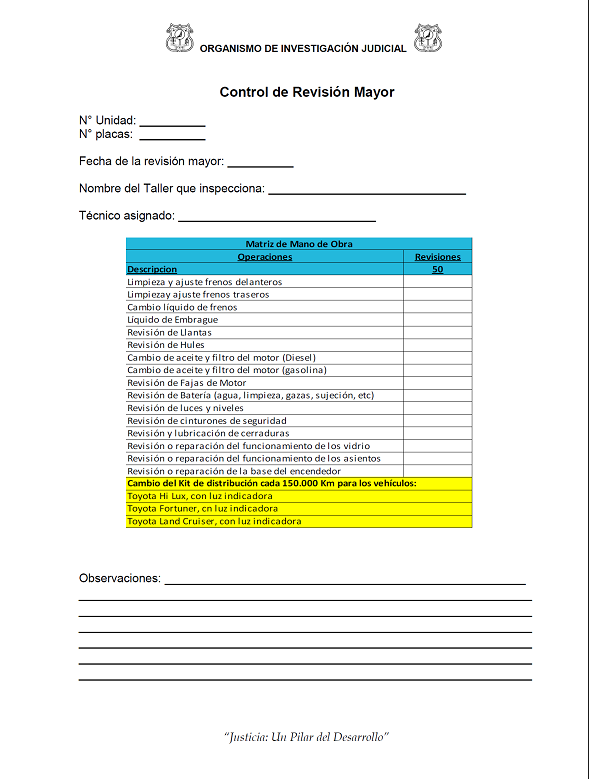 ORGANISMO DE INVESTIGACIÓN JUDICIAL
Control de Revisión Mayor
N° Unidad: __________
N° placas: __________
Fecha de la revisión mayor: __________
Nombre del Taller que inspecciona: ______________________________
Técnico asignado: ______________________________
Matriz de Mano de Obra
Operaciones Revisiones
Descripcion 50
Limpieza y ajuste frenos delanteros
Limpiezay ajuste frenos traseros
Cambio líquido de frenos
Líquido de Embrague
Revisión de Llantas
Revisión de Hules
Cambio de aceite y filtro del motor (Diesel)
Cambio de aceite y filtro del motor (gasolina)
Revisión de Fajas de Motor
Revisión de Batería (agua, limpieza, gazas, sujeción, etc)
Revisión de luces y niveles
Revisión de cinturones de seguridad
Revisión y lubricación de cerraduras
Revisión o reparación del funcionamiento de los vidrio
Revisión o reparación del funcionamiento de los asientos
Revisión o reparación de la base del encendedor
Cambio del Kit de distribución cada 150.000 Km para los vehículos:
Toyota Hi Lux, con luz indicadora
Toyota Fortuner, cn luz indicadora
Toyota Land Cruiser, con luz indicadora
Observaciones: ______________________________
“Justicia: Un Pilar del Desarrollo”